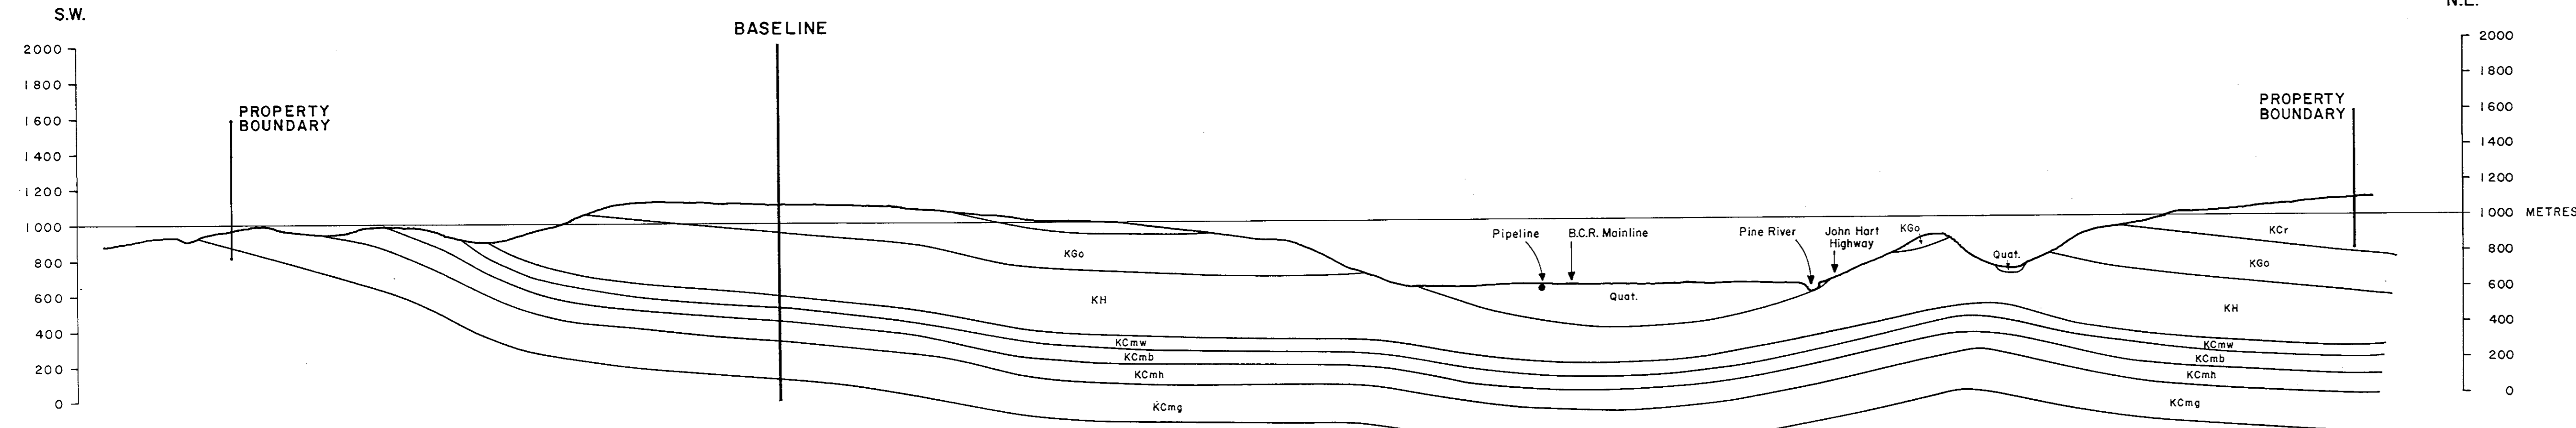 S.W.
N.E.
BASELINE
2000
1800
1600
1400
1200
1000
800
600
400
200
0
PROPERTY
BOUNDARY
KGo
KH
KCmw
KCmb
KCmh
KCmg
Pipeline
B.C.R. Mainline
Quat.
Pine River
John Hart
Highway
KGo
Quat.
PROPERTY
BOUNDARY
KCr
KGo
KH
KCmw
KCmb
KCmh
KCmg
2000
1800
1600
1400
1200
1000 METRES
800
600
400
200
0